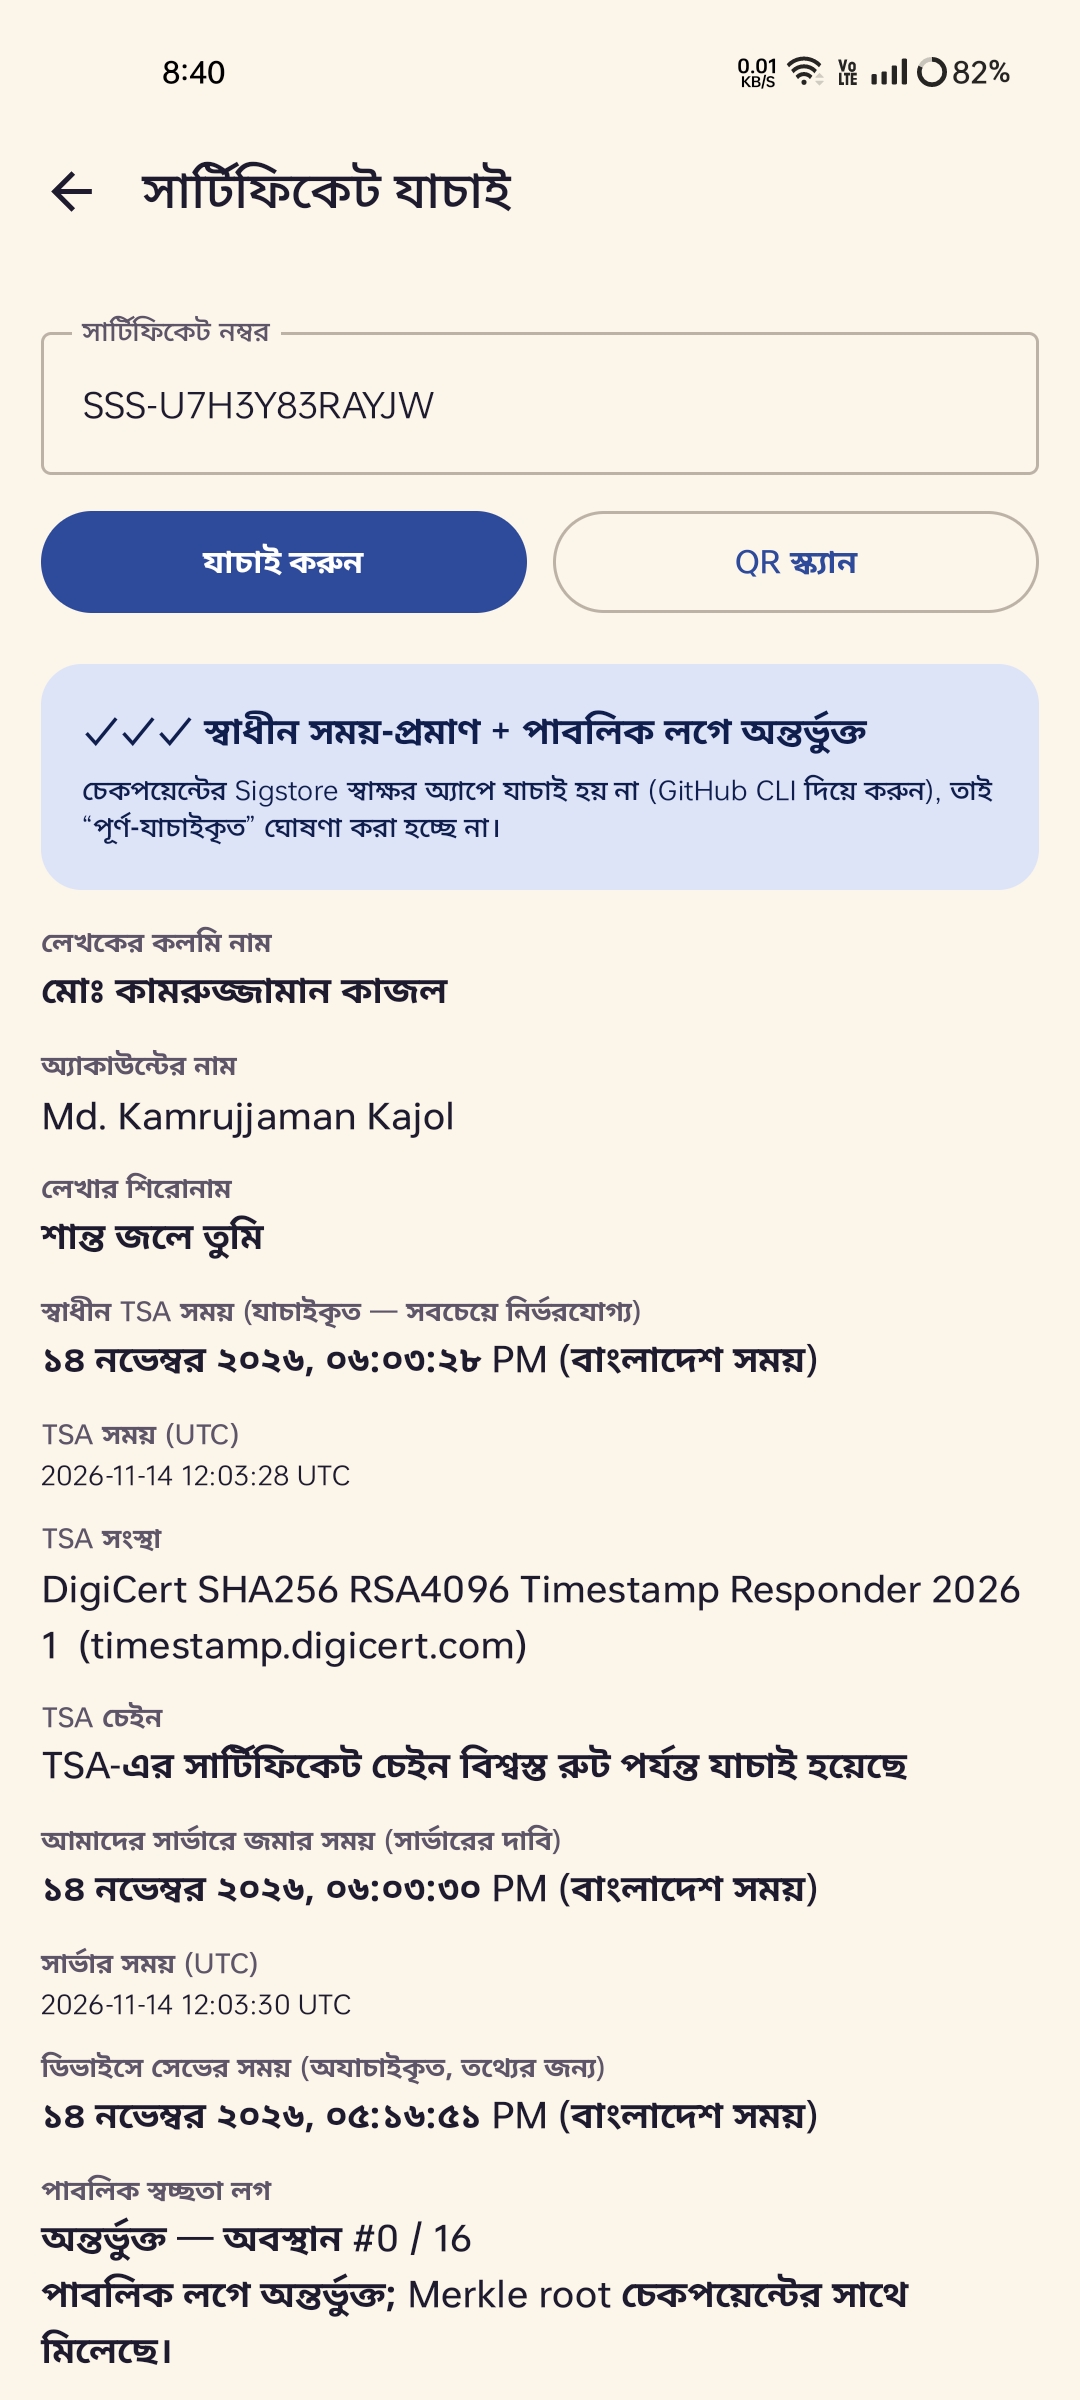 8:40
0.01 KB/S Vo LTE 82%
সার্টিফিকেট যাচাই
সার্টিফিকেট নম্বর
SSS-U7H3Y83RAYJW
যাচাই করুন
QR স্ক্যান
✓✓✓ স্বাধীন সময়-প্রমাণ + পাবলিক লগে অন্তর্ভুক্ত
চেকপয়েন্টের Sigstore স্বাক্ষর অ্যাপে যাচাই হয় না (GitHub CLI দিয়ে করুন), তাই
“পূর্ণ-যাচাইকৃত” ঘোষণা করা হচ্ছে না।
লেখকের কলমি নাম
মোঃ কামরুজ্জামান কাজল
অ্যাকাউন্টের নাম
Md. Kamrujjaman Kajol
লেখার শিরোনাম
শান্ত জলে তুমি
স্বাধীন TSA সময় (যাচাইকৃত — সবচেয়ে নির্ভরযোগ্য)
১৪ নভেম্বর ২০২৬, ০৬:০৩:২৮ PM (বাংলাদেশ সময়)
TSA সময় (UTC)
2026-11-14 12:03:28 UTC
TSA সংস্থা
DigiCert SHA256 RSA4096 Timestamp Responder 2026
1 (timestamp.digicert.com)
TSA চেইন
TSA-এর সার্টিফিকেট চেইন বিশ্বস্ত রুট পর্যন্ত যাচাই হয়েছে
আমাদের সার্ভারে জমার সময় (সার্ভারের দাবি)
১৪ নভেম্বর ২০২৬, ০৬:০৩:৩০ PM (বাংলাদেশ সময়)
সার্ভার সময় (UTC)
2026-11-14 12:03:30 UTC
ডিভাইসে সেভের সময় (অযাচাইকৃত, তথ্যের জন্য)
১৪ নভেম্বর ২০২৬, ০৫:১৬:৫১ PM (বাংলাদেশ সময়)
পাবলিক স্বচ্ছতা লগ
অন্তর্ভুক্ত — অবস্থান #0 / 16
পাবলিক লগে অন্তর্ভুক্ত; Merkle root চেকপয়েন্টের সাথে
মিলেছে।